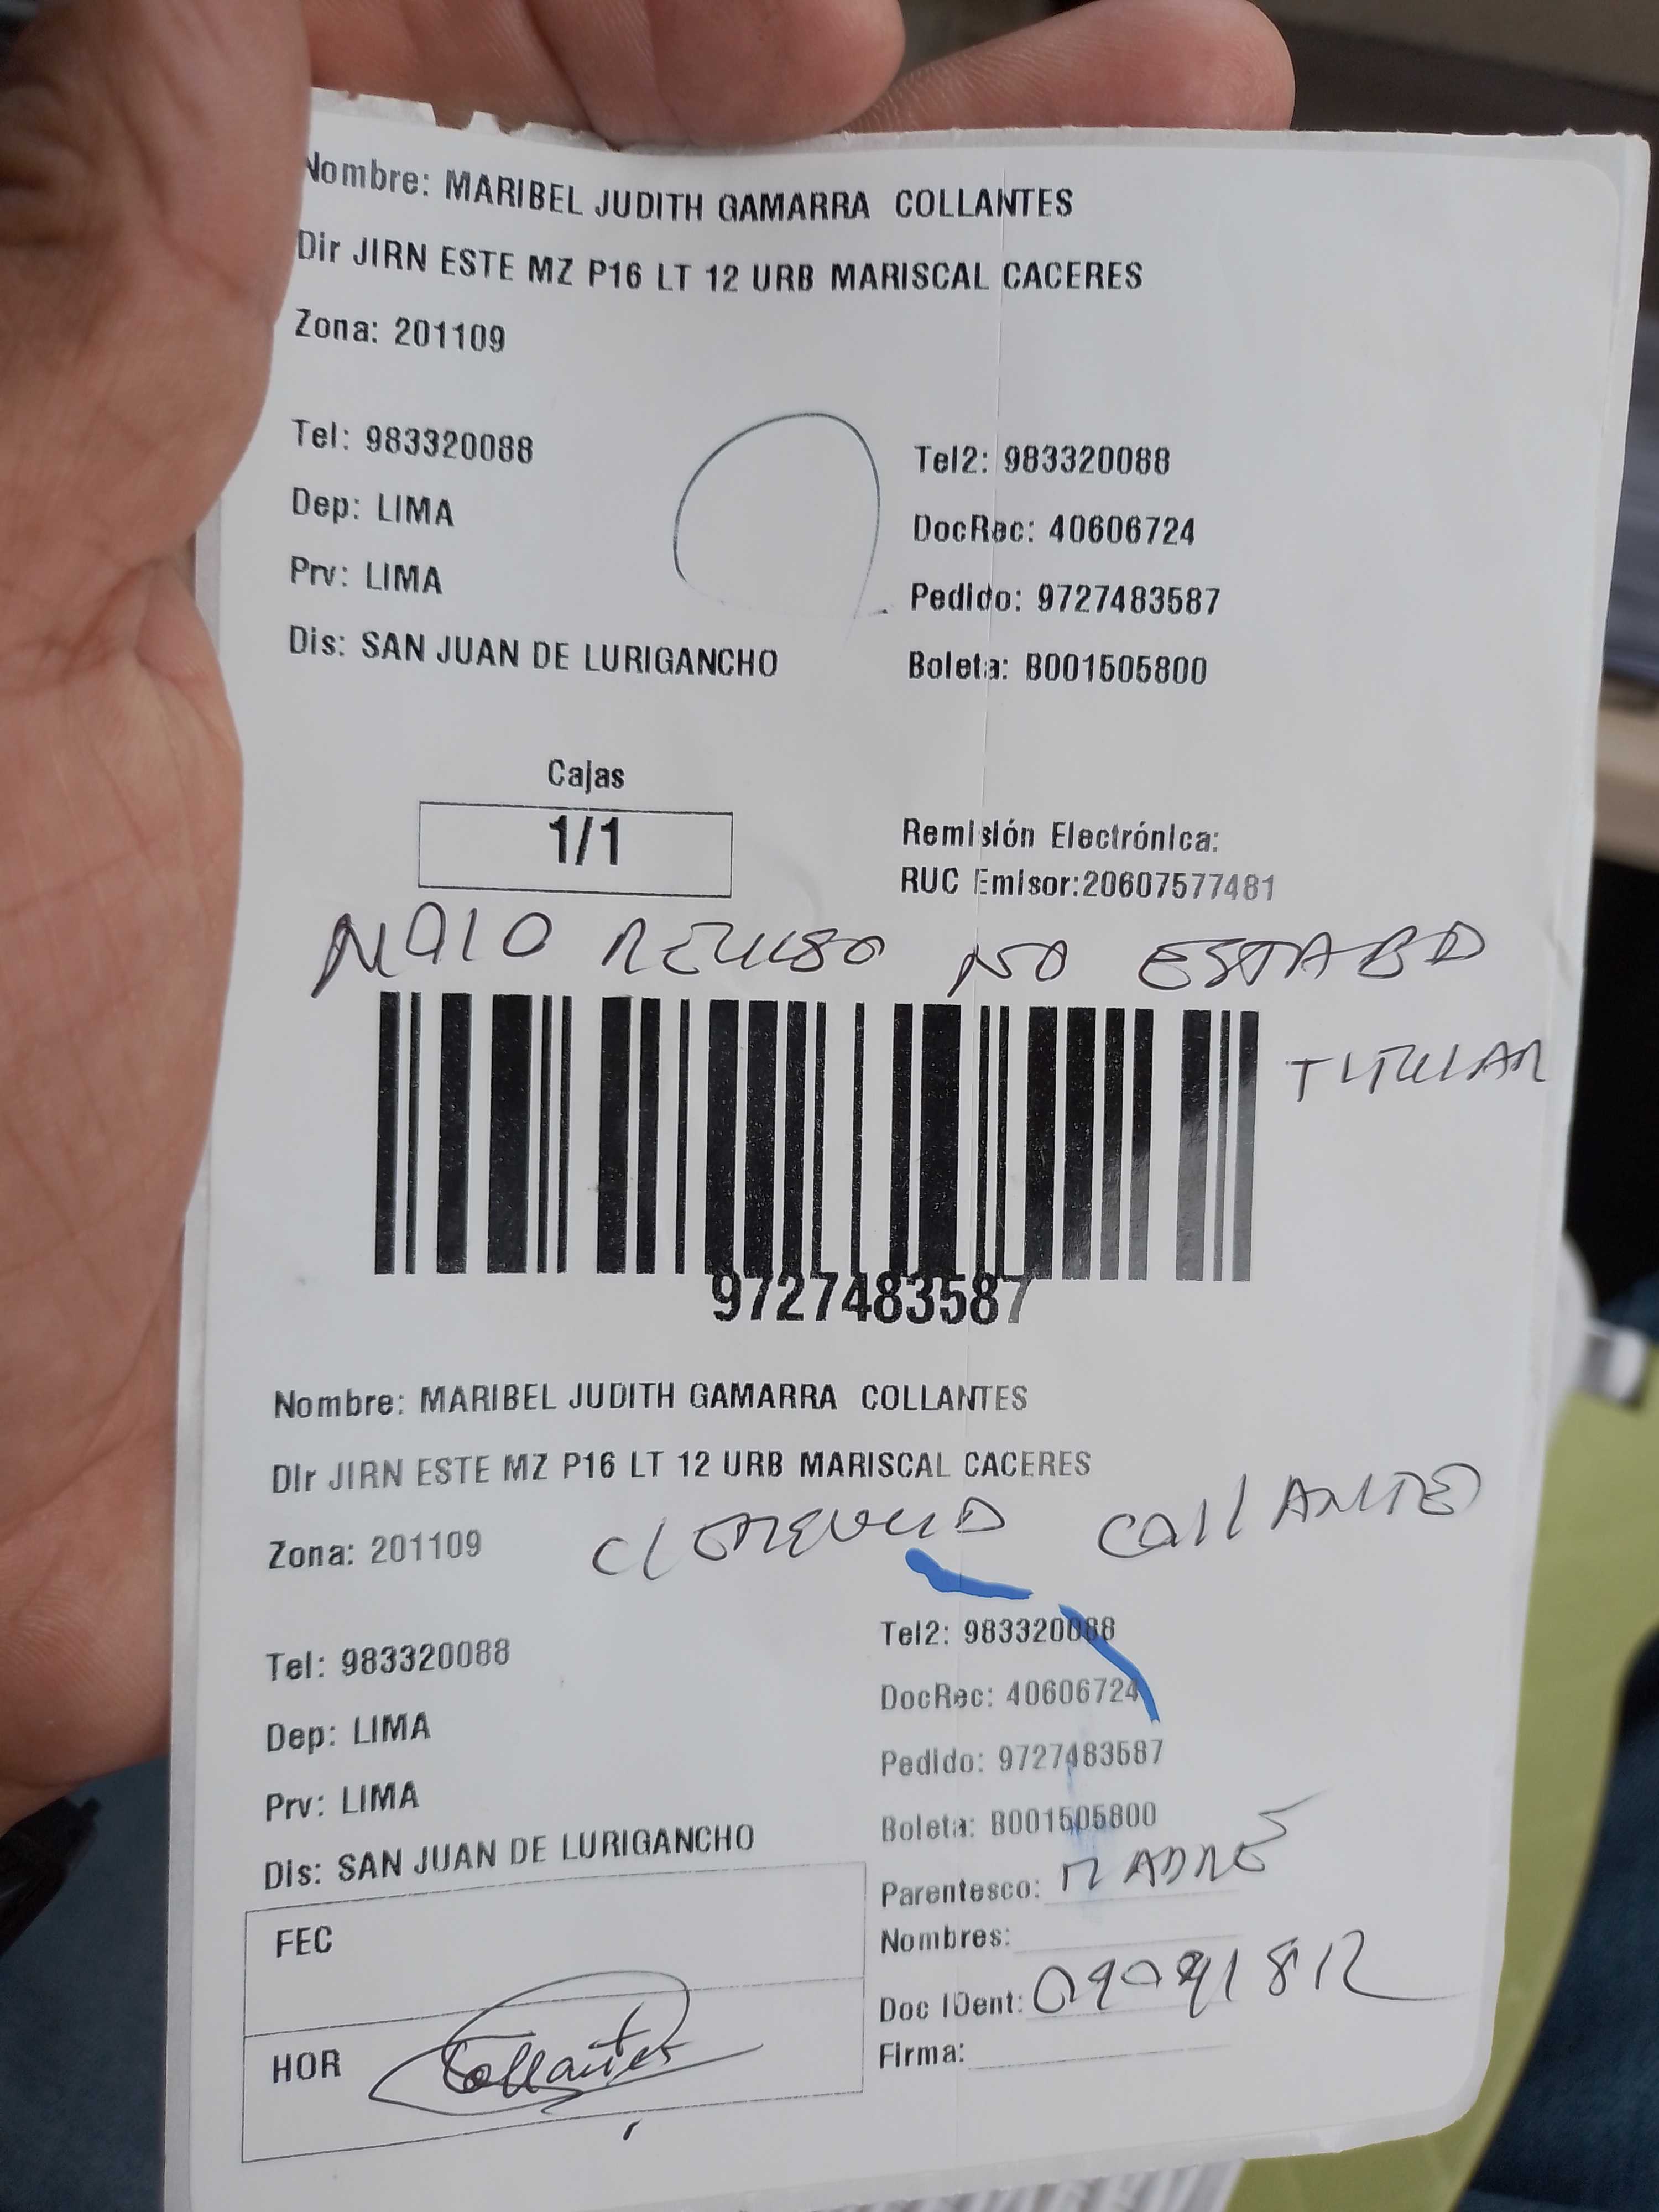 Nombre: MARIBEL JUDITH GAMARRA COLLANTES
Dir JIRN ESTE MZ P16 LT 12 URB MARISCAL CACERES
Zona: 201109
Tel: 983320088
Tel2: 983320088
Dep: LIMA
DocRec: 40606724
Prv: LIMA
Pedido: 9727483587
Dis: SAN JUAN DE LURIGANCHO
Boleta: B001505800
Cajas
1/1
Remisión Electrónica:
RUC Emisor:20607577481
NO ESTABA
TITULAR
9727483587
Nombre: MARIBEL JUDITH GAMARRA COLLANTES
Dir JIRN ESTE MZ P16 LT 12 URB MARISCAL CACERES
Zona: 201109
COLLANTES
Tel: 983320088
Tel2: 983320088
DocRec: 40606724
Dep: LIMA
Pedido: 9727483587
Prv: LIMA
Boleta: B001505800
Dis: SAN JUAN DE LURIGANCHO
Parentesco: MADRE
FEC
Nombres:
Doc IDent:
HOR
Collantes
Firma: